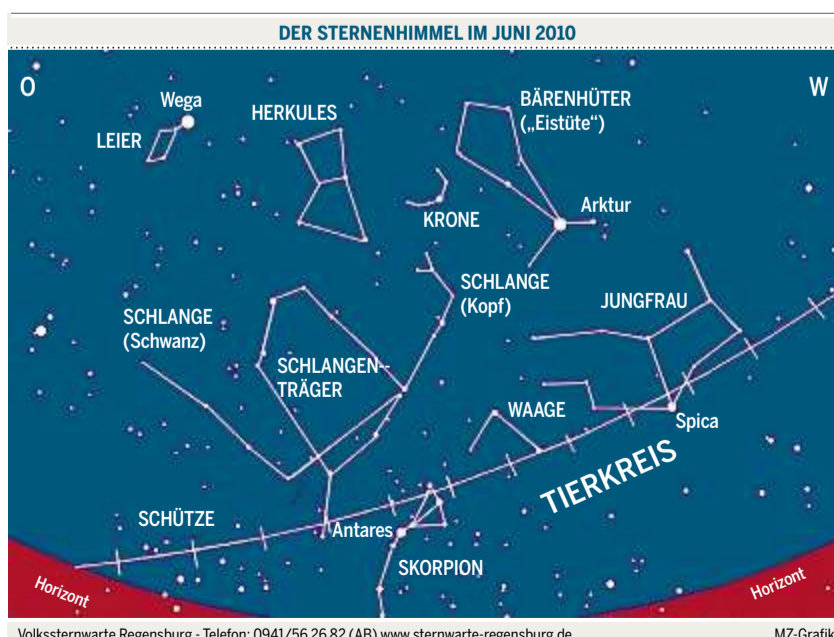 DER STERNENHIMMEL IM JUNI 2010
O
W
Wega
LEIER
HERKULES
BÄRENHÜTER
(„Eistüte“)
KRONE
Arktur
SCHLANGE
(Kopf)
JUNGFRAU
SCHLANGE
(Schwanz)
SCHLANGEN-
TRÄGER
WAAGE
Spica
TIERKREIS
SCHÜTZE
Antares
SKORPION
Horizont
Horizont
Volkssternwarte Regensburg - Telefon: 0941/56 26 82 (AB) www.sternwarte-regensburg.de
MZ-Grafik